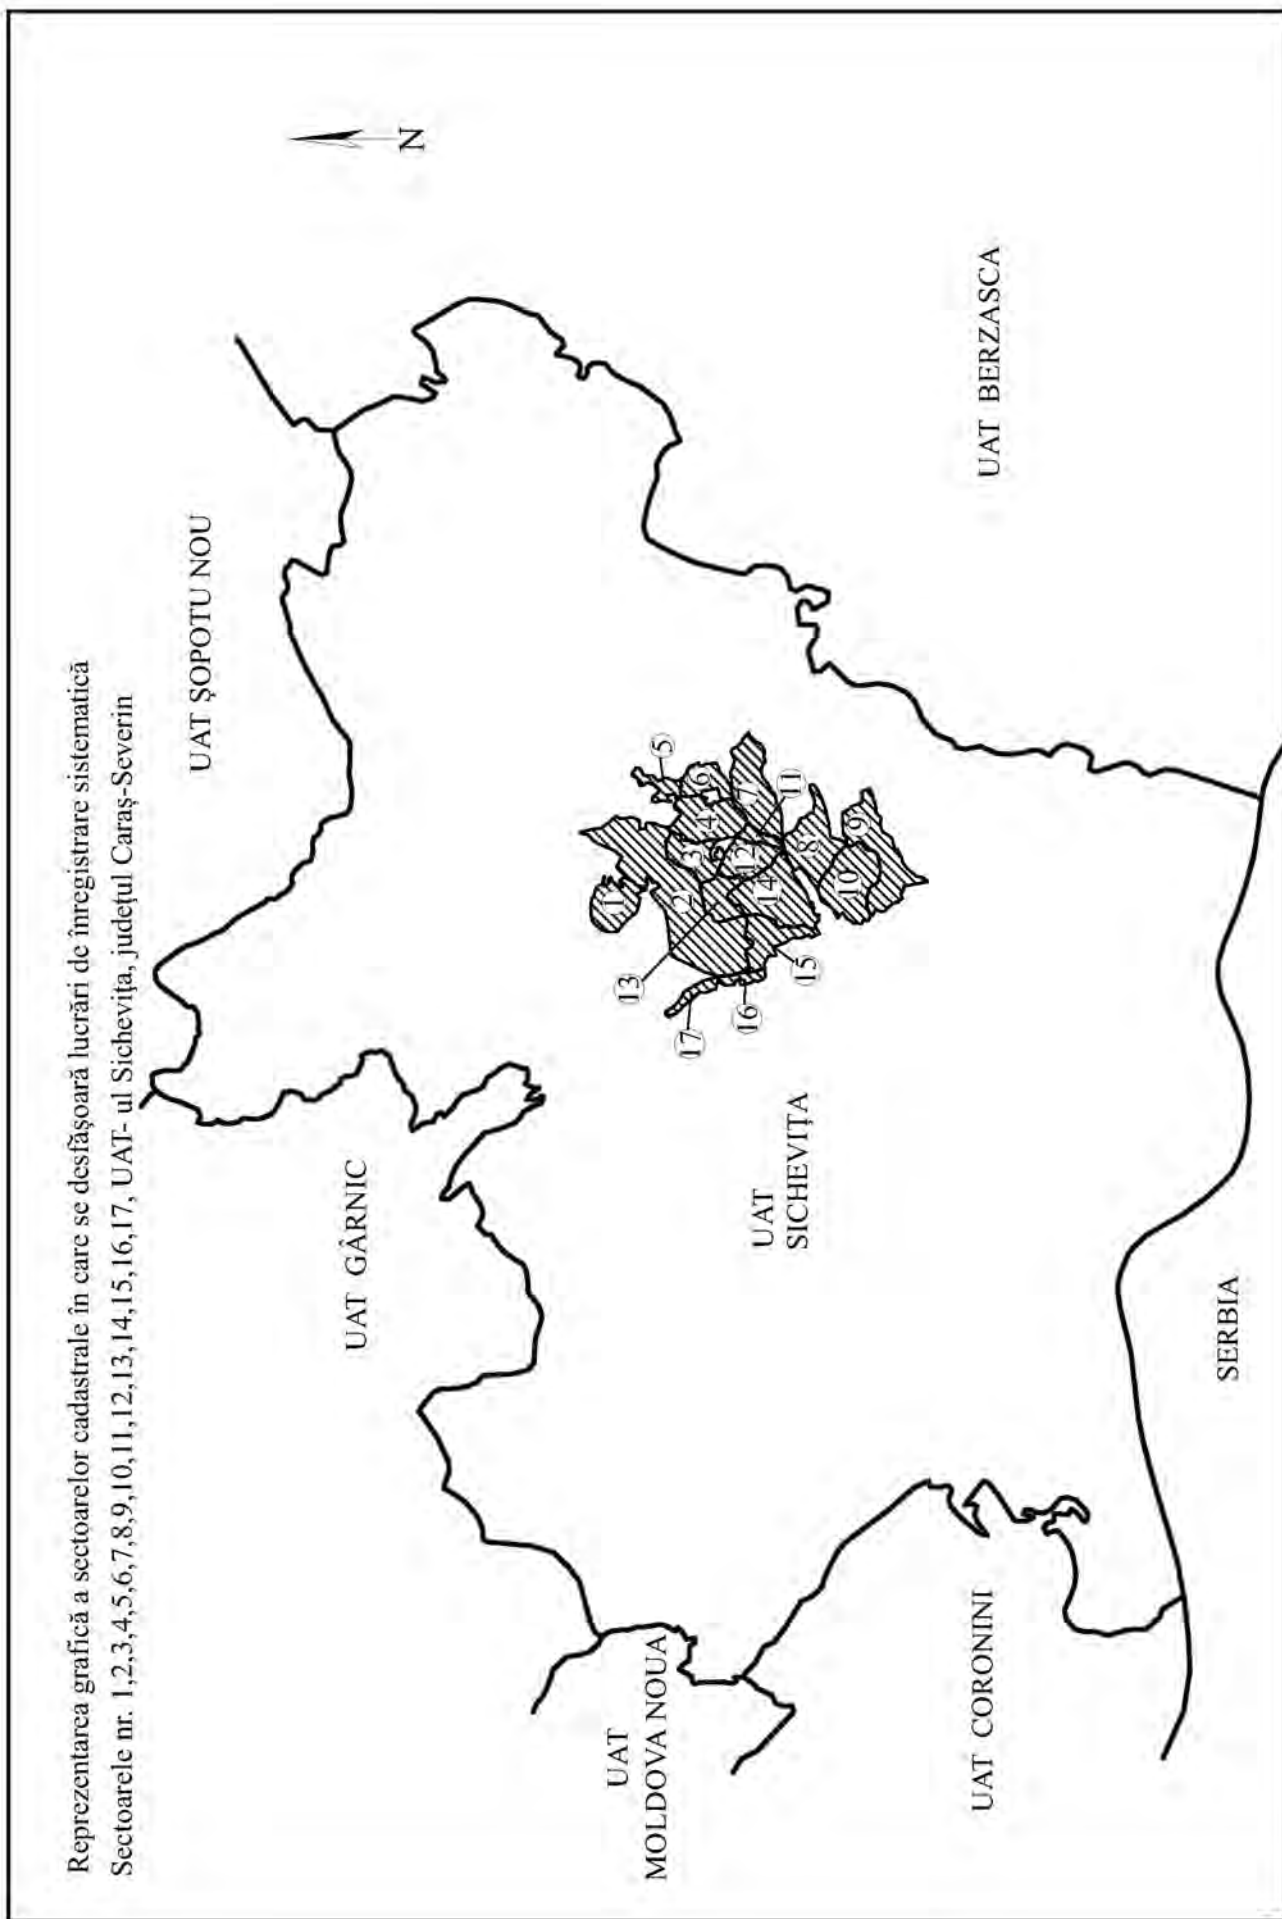 Reprezentarea grafică a sectoarelor cadastrale în care se desfășoară lucrări de înregistrare sistematică
Sectoarele nr. 1,2,3,4,5,6,7,8,9,10,11,12,13,14,15,16,17, UAT- ul Sichevița, județul Caraș-Severin
N
UAT ȘOPOTU NOU
UAT GÂRNIC
UAT
MOLDOVA NOUA
UAT CORONINI
UAT
SICHEVIȚA
UAT BERZASCA
SERBIA
1
2
3
4
5
6
7
8
9
10
11
12
13
14
15
16
17